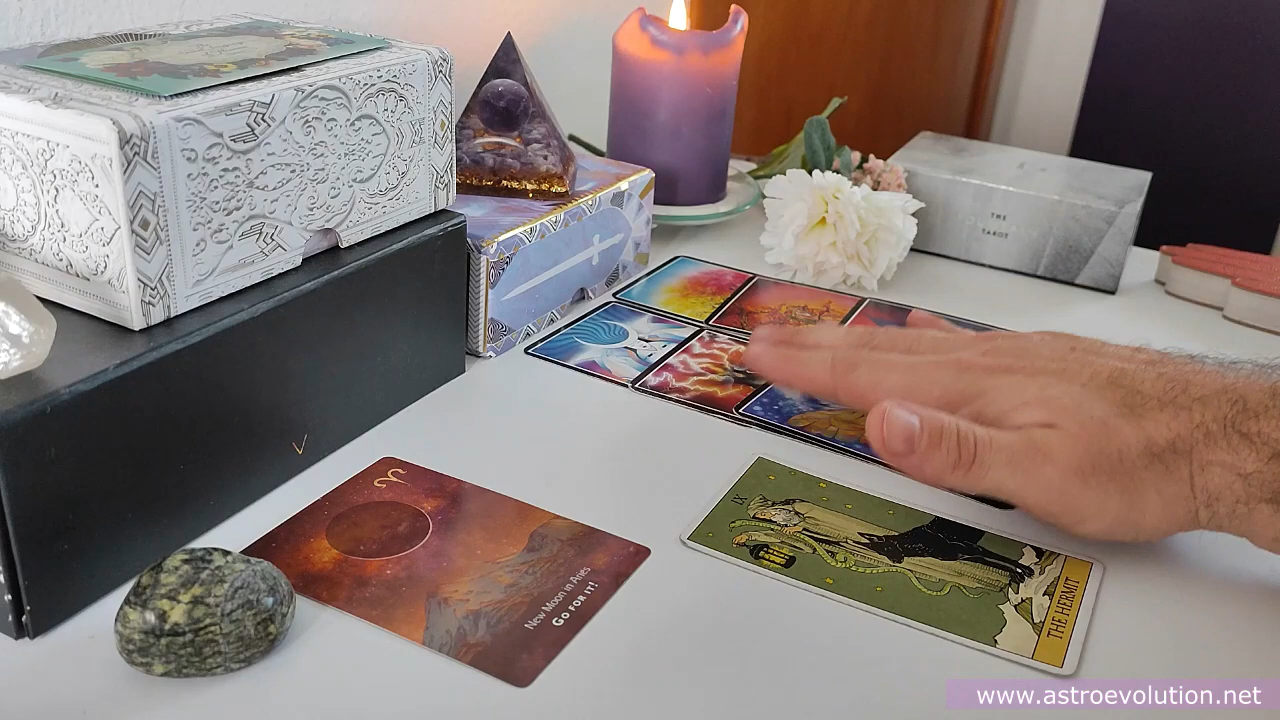 THE
TAROT
New Moon in Aries
GO FOR IT!
IX
THE HERMIT
www.astroevolution.net